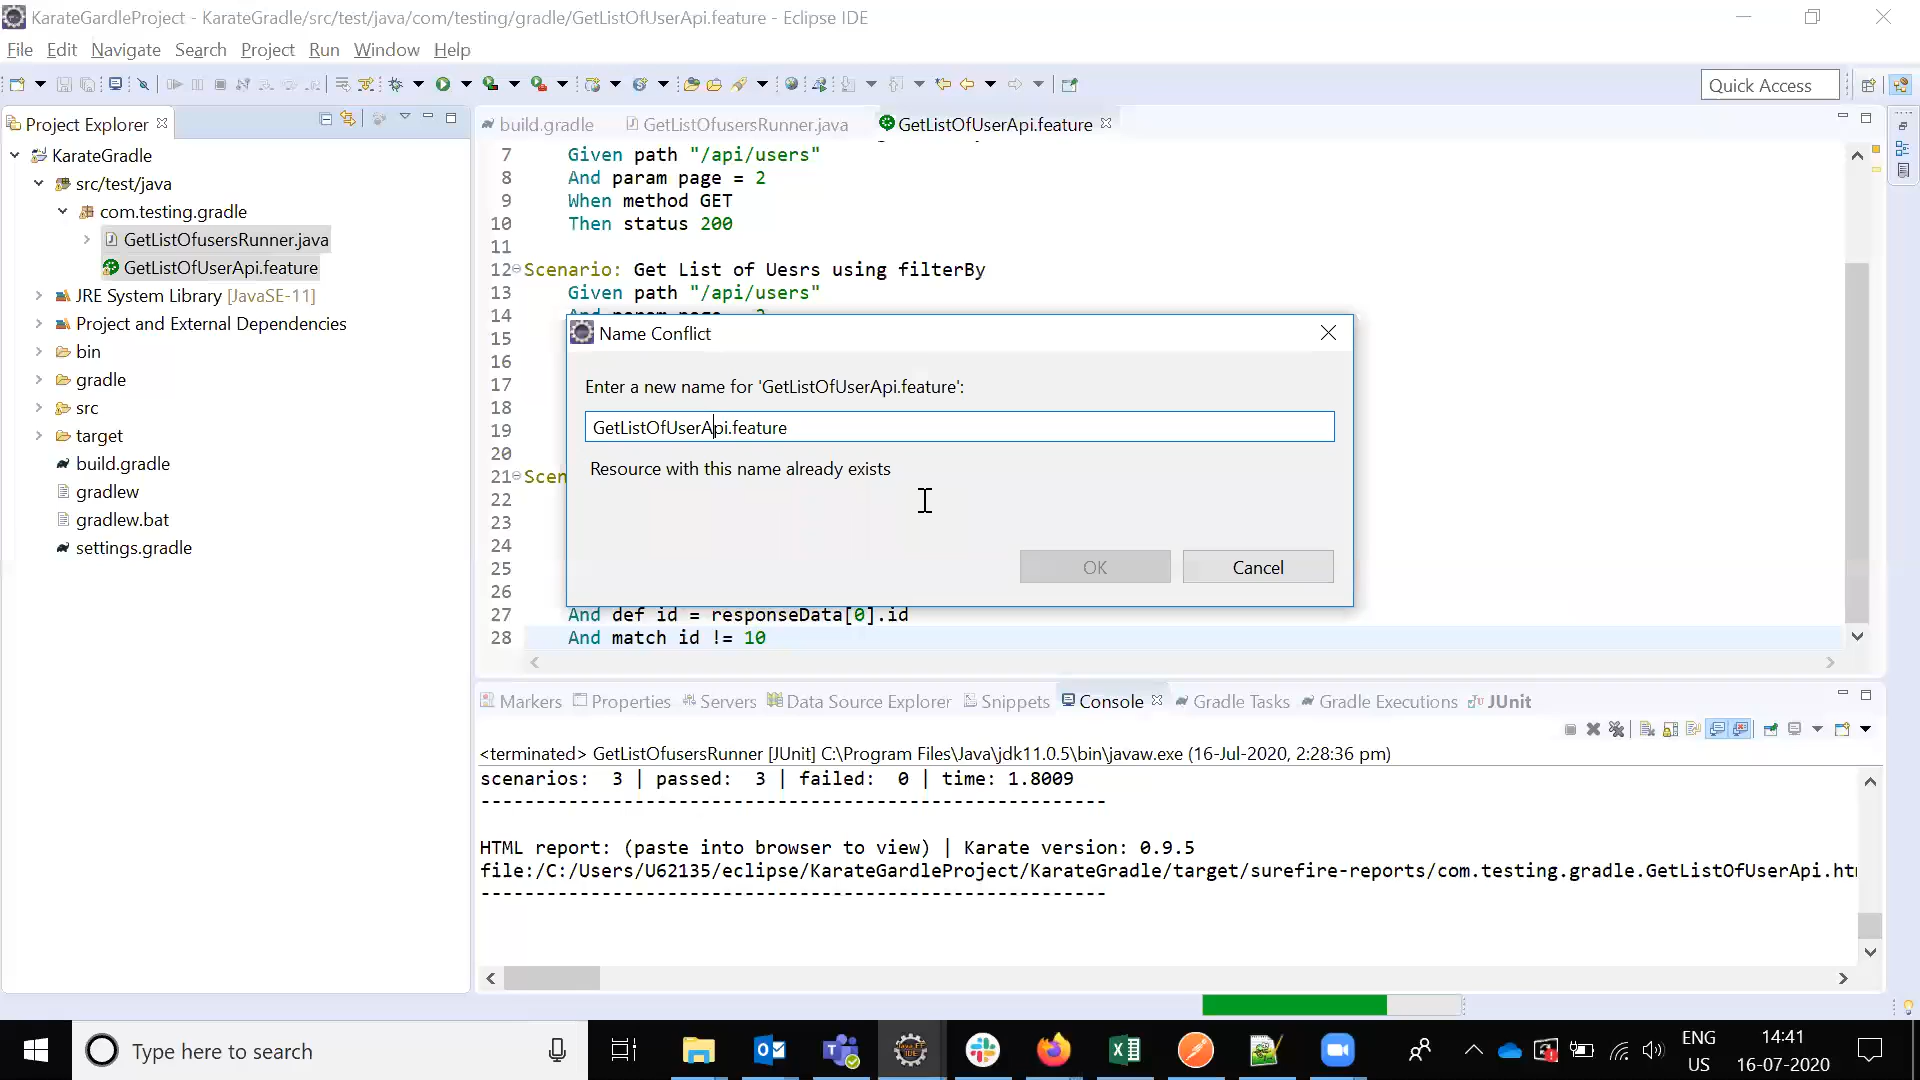 KarateGardleProject - KarateGradle/src/test/java/com/testing/gradle/GetListOfUserApi.feature - Eclipse IDE
File Edit Navigate Search Project Run Window Help
Quick Access
Project Explorer
KarateGradle
src/test/java
com.testing.gradle
GetListOfusersRunner.java
GetListOfUserApi.feature
JRE System Library [JavaSE-11]
Project and External Dependencies
bin
gradle
src
target
build.gradle
gradlew
gradlew.bat
settings.gradle
build.gradle GetListOfusersRunner.java GetListOfUserApi.feature
7 Given path "/api/users"
8 And param page = 2
9 When method GET
10 Then status 200
11
12 Scenario: Get List of Uesrs using filterBy
13 Given path "/api/users"
14
15
16
17
18
19
20
21 Scen
22
23
24
25
26
27 And def id = responseData[0].id
28 And match id != 10
Name Conflict
Enter a new name for 'GetListOfUserApi.feature':
GetListOfUserApi.feature
Resource with this name already exists
OK Cancel
Markers Properties Servers Data Source Explorer Snippets Console Gradle Tasks Gradle Executions JUnit
<terminated> GetListOfusersRunner [JUnit] C:\Program Files\Java\jdk11.0.5\bin\javaw.exe (16-Jul-2020, 2:28:36 pm)
scenarios: 3 | passed: 3 | failed: 0 | time: 1.8009
--------------------------------------------------------
HTML report: (paste into browser to view) | Karate version: 0.9.5
file:/C:/Users/U62135/eclipse/KarateGardleProject/KarateGradle/target/surefire-reports/com.testing.gradle.GetListOfUserApi.htm
--------------------------------------------------------
Type here to search
ENG
US
14:41
16-07-2020